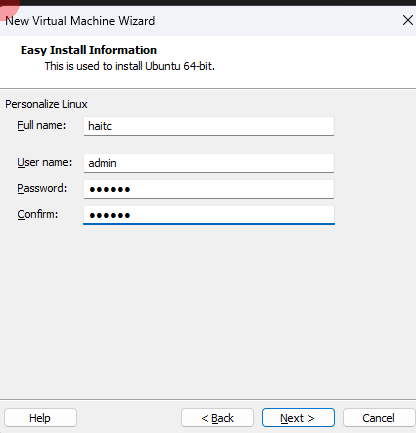 New Virtual Machine Wizard
Easy Install Information
This is used to install Ubuntu 64-bit.
Personalize Linux
Full name: haitc
User name: admin
Password: ●●●●●●
Confirm: ●●●●●●
Help < Back Next > Cancel